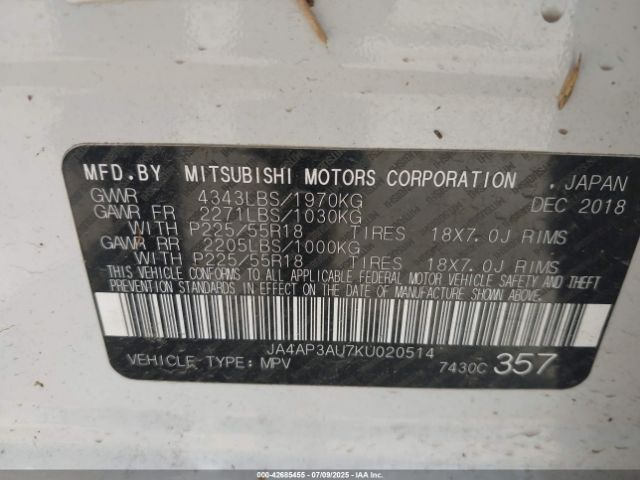 MFD.BY MITSUBISHI MOTORS CORPORATION , JAPAN
GVWR 4343LBS/1970KG DEC 2018
GAWR FR 2271LBS/1030KG
WITH P225/55R18 TIRES 18X7.0J RIMS
GAWR RR 2205LBS/1000KG
WITH P225/55R18 TIRES 18X7.0J RIMS
THIS VEHICLE CONFORMS TO ALL APPLICABLE FEDERAL MOTOR VEHICLE SAFETY AND THEFT
PREVENTION STANDARDS IN EFFECT ON THE DATE OF MANUFACTURE SHOWN ABOVE.
JA4AP3AU7KU020514
VEHICLE TYPE: MPV 7430C 357
© - 42685455 - 07/09/2025 - IAAI.com